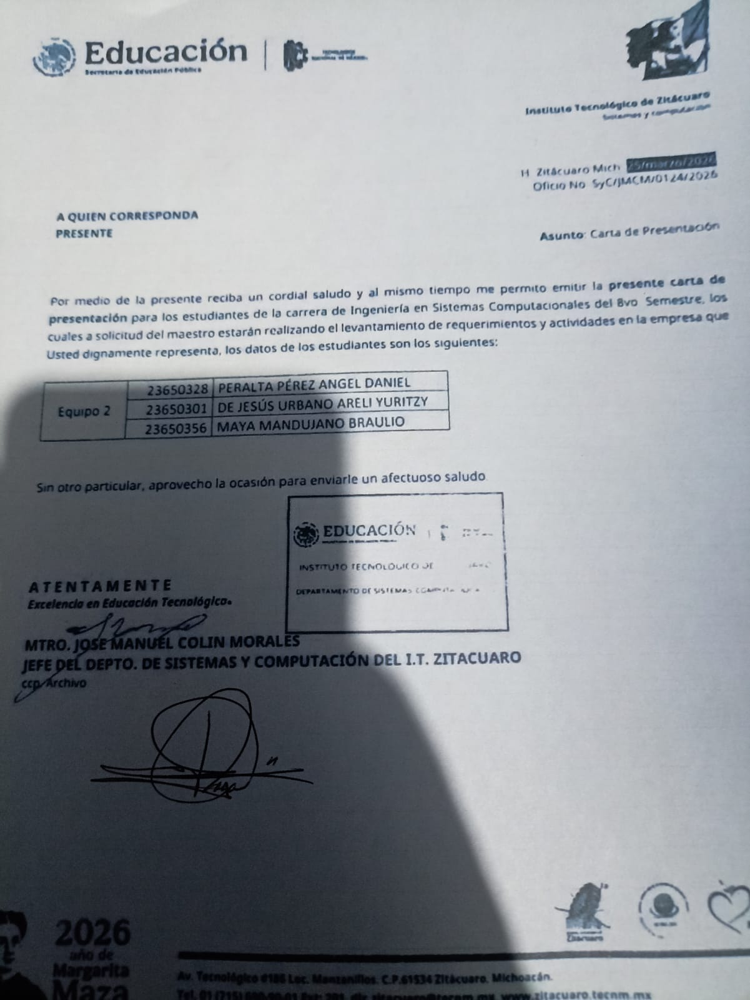 Educación
Secretaría de Educación Pública
TECNOLÓGICO
NACIONAL DE MÉXICO
Instituto Tecnológico de Zitácuaro
Sistemas y computación
H Zitácuaro Mich 25/marzo/2026
Oficio No SyC/JMCM/0124/2026
A QUIEN CORRESPONDA
PRESENTE
Asunto: Carta de Presentación
Por medio de la presente reciba un cordial saludo y al mismo tiempo me permito emitir la presente carta de
presentación para los estudiantes de la carrera de Ingeniería en Sistemas Computacionales del 8vo Semestre, los
cuales a solicitud del maestro estarán realizando el levantamiento de requerimientos y actividades en la empresa que
Usted dignamente representa, los datos de los estudiantes son los siguientes:
Equipo 2
23650328 PERALTA PÉREZ ANGEL DANIEL
23650301 DE JESÚS URBANO ARELI YURITZY
23650356 MAYA MANDUJANO BRAULIO
Sin otro particular, aprovecho la ocasión para enviarle un afectuoso saludo
EDUCACIÓN
INSTITUTO TECNOLÓGICO DE
DEPARTAMENTO DE SISTEMAS
ATENTAMENTE
Excelencia en Educación Tecnológica.
MTRO. JOSE MANUEL COLIN MORALES
JEFE DEL DEPTO. DE SISTEMAS Y COMPUTACIÓN DEL I.T. ZITACUARO
ccp Archivo
Zitácuaro
2026
año de
Margarita
Maza
Av. Tecnológico #186 Loc. Manzanillos. C.P.61534 Zitácuaro, Michoacán.
www.zitacuaro.tecnm.mx